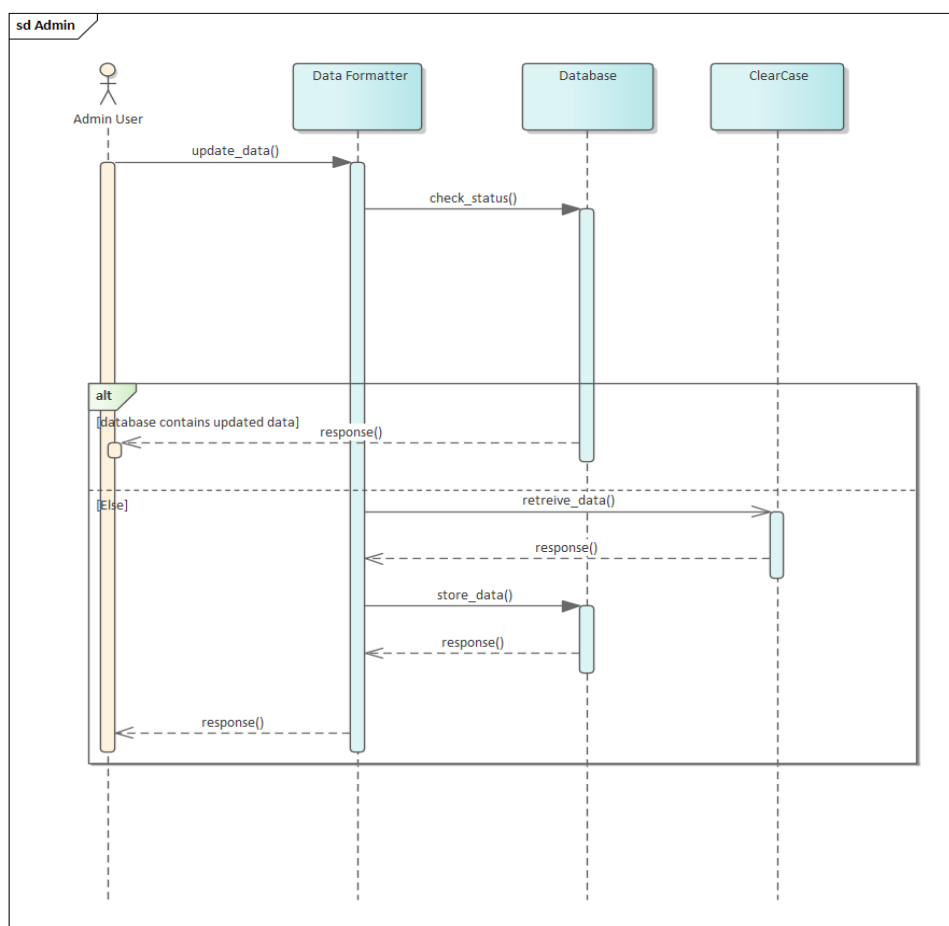 sd Admin
Admin User
Data Formatter
Database
ClearCase
update_data()
check_status()
alt
[database contains updated data]
response()
[Else]
retreive_data()
response()
store_data()
response()
response()